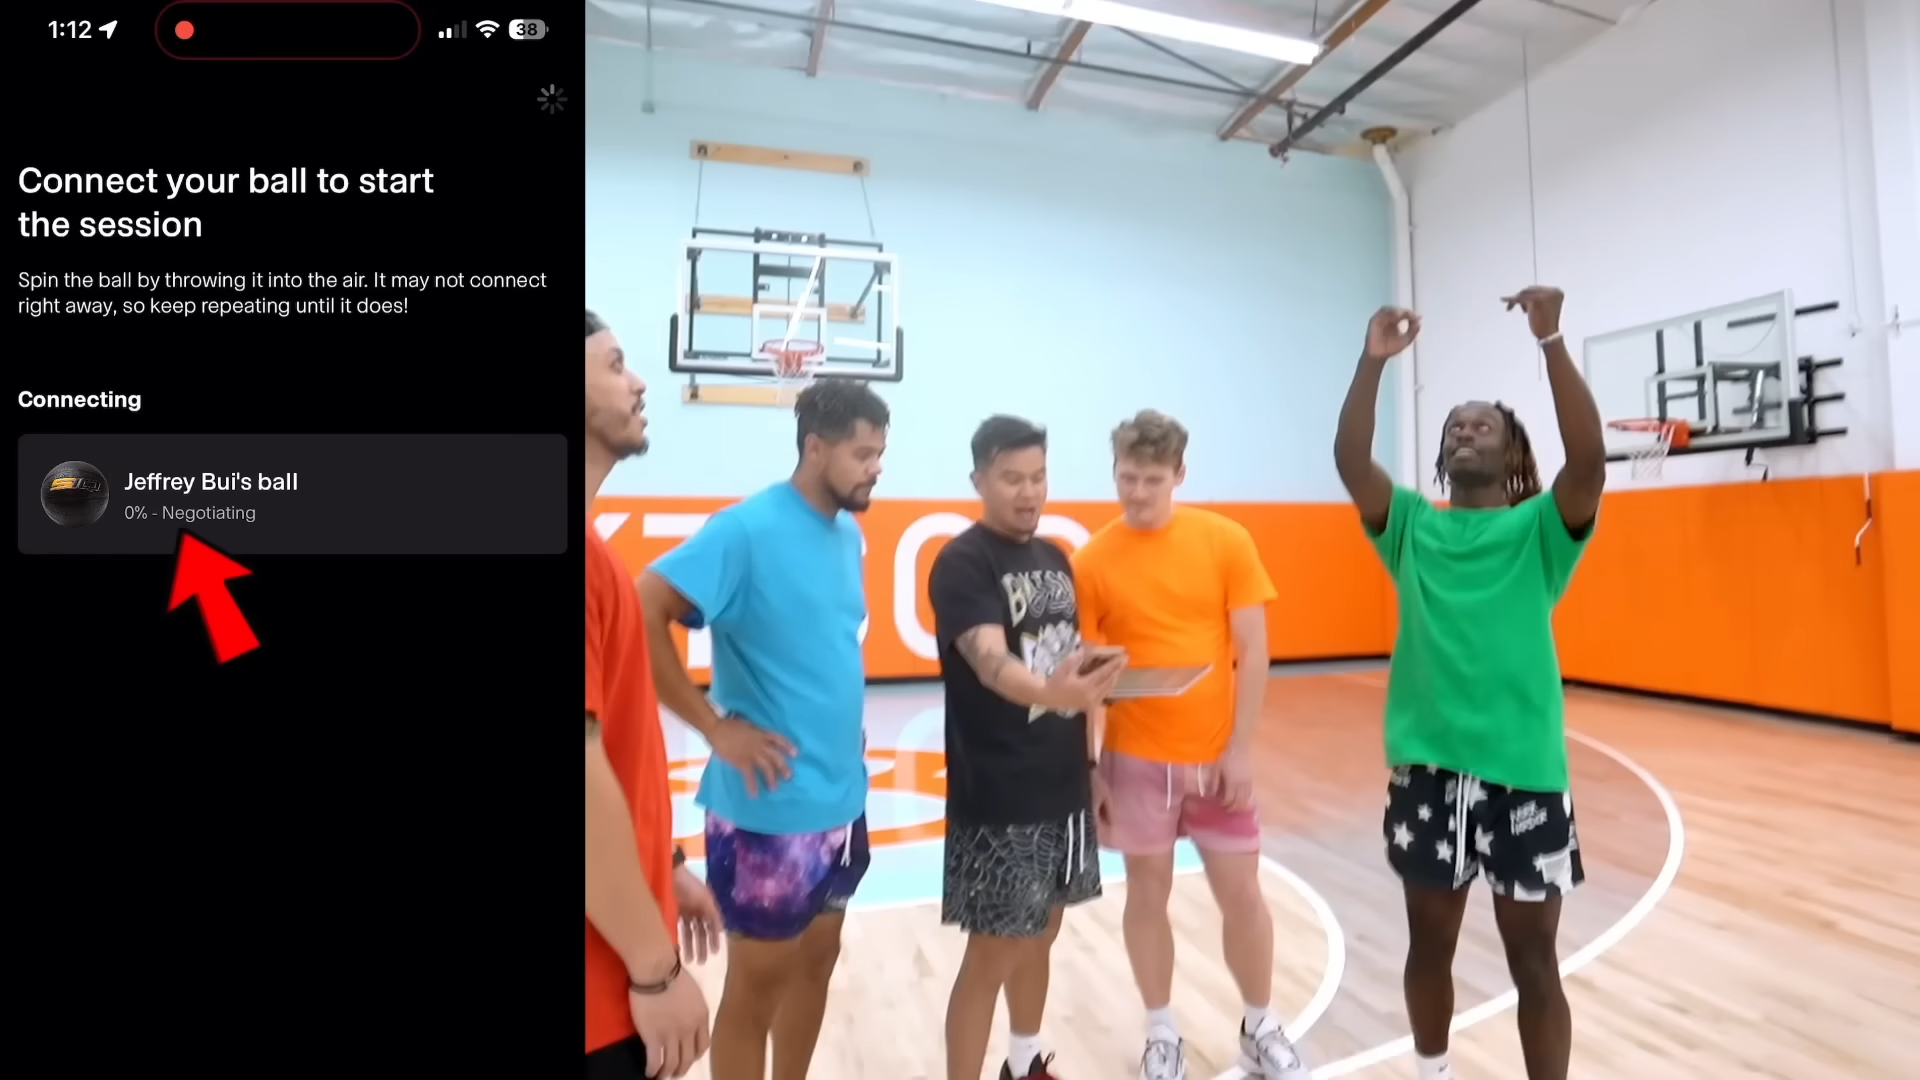 1:12
38
Connect your ball to start
the session
Spin the ball by throwing it into the air. It may not connect
right away, so keep repeating until it does!
Connecting
Jeffrey Bui's ball
0% - Negotiating